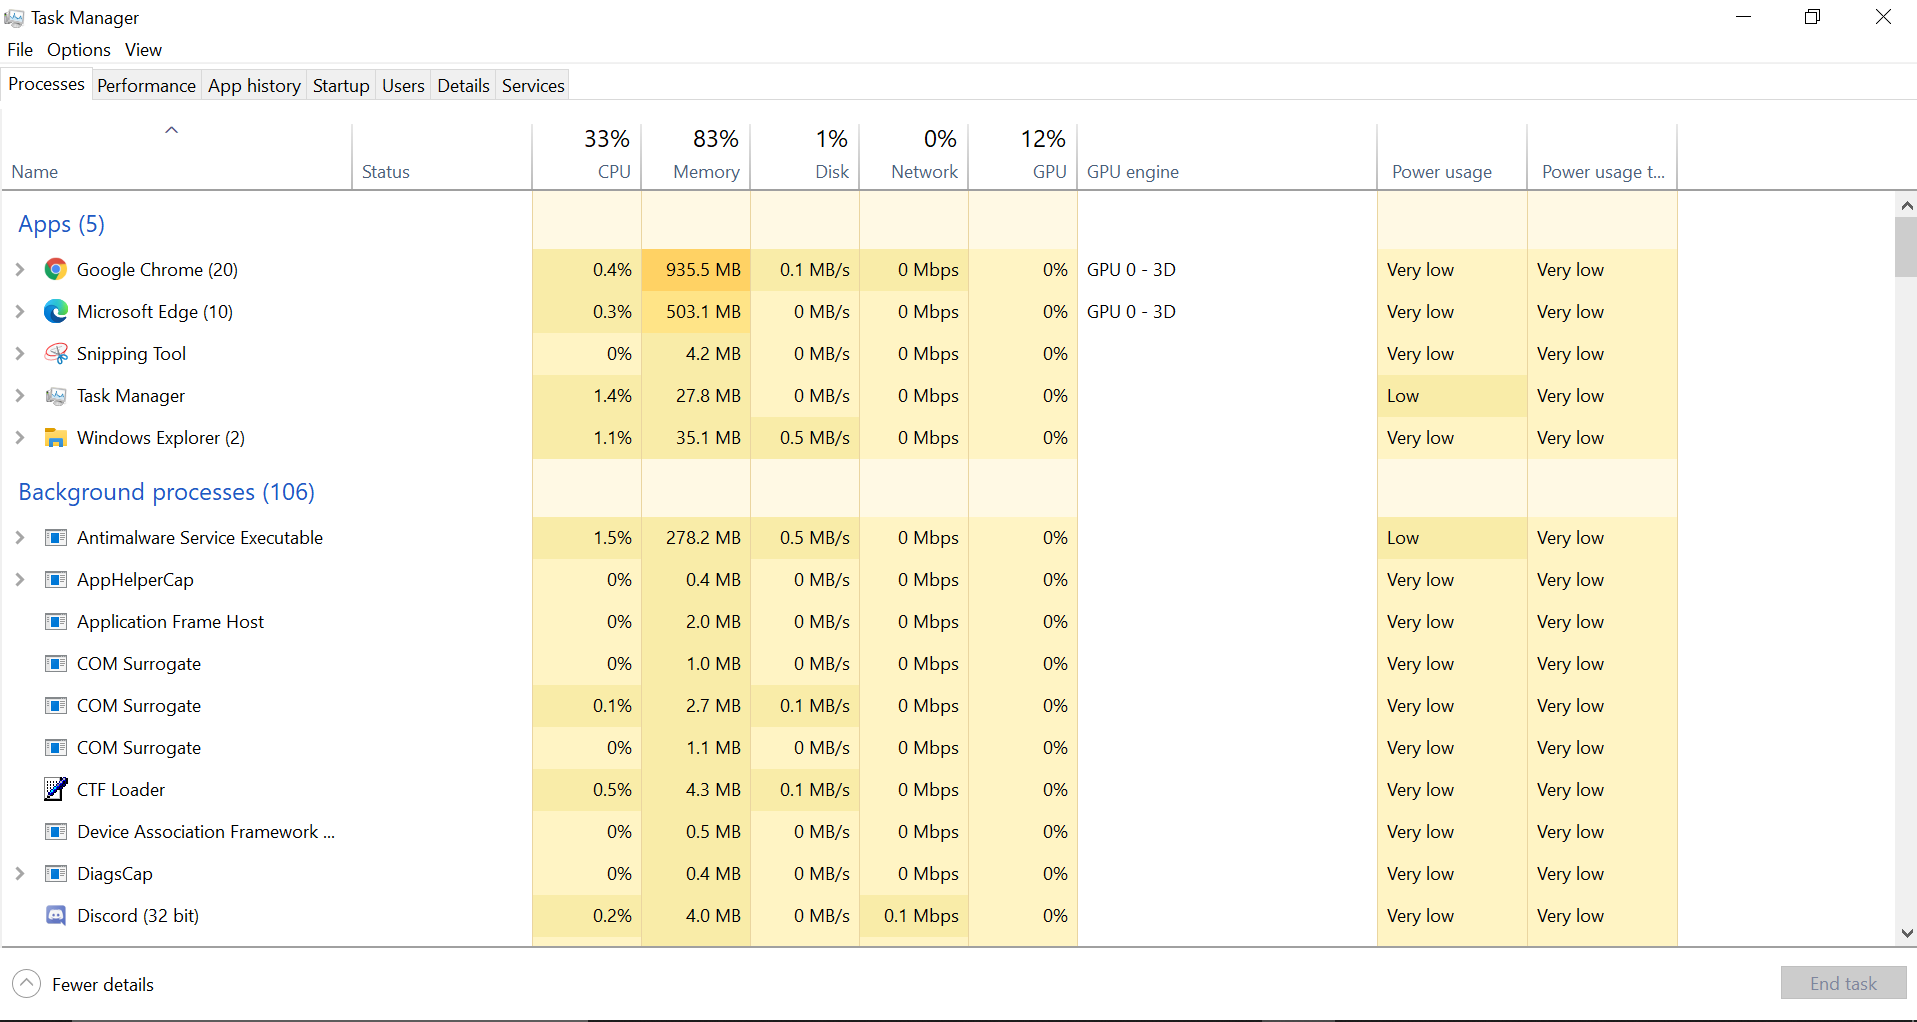 Task Manager
File Options View
Processes Performance App history Startup Users Details Services
33% 83% 1% 0% 12%
Name Status CPU Memory Disk Network GPU GPU engine Power usage Power usage t...
Apps (5)
Google Chrome (20) 0.4% 935.5 MB 0.1 MB/s 0 Mbps 0% GPU 0 - 3D Very low Very low
Microsoft Edge (10) 0.3% 503.1 MB 0 MB/s 0 Mbps 0% GPU 0 - 3D Very low Very low
Snipping Tool 0% 4.2 MB 0 MB/s 0 Mbps 0% Very low Very low
Task Manager 1.4% 27.8 MB 0 MB/s 0 Mbps 0% Low Very low
Windows Explorer (2) 1.1% 35.1 MB 0.5 MB/s 0 Mbps 0% Very low Very low
Background processes (106)
Antimalware Service Executable 1.5% 278.2 MB 0.5 MB/s 0 Mbps 0% Low Very low
AppHelperCap 0% 0.4 MB 0 MB/s 0 Mbps 0% Very low Very low
Application Frame Host 0% 2.0 MB 0 MB/s 0 Mbps 0% Very low Very low
COM Surrogate 0% 1.0 MB 0 MB/s 0 Mbps 0% Very low Very low
COM Surrogate 0.1% 2.7 MB 0.1 MB/s 0 Mbps 0% Very low Very low
COM Surrogate 0% 1.1 MB 0 MB/s 0 Mbps 0% Very low Very low
CTF Loader 0.5% 4.3 MB 0.1 MB/s 0 Mbps 0% Very low Very low
Device Association Framework ... 0% 0.5 MB 0 MB/s 0 Mbps 0% Very low Very low
DiagsCap 0% 0.4 MB 0 MB/s 0 Mbps 0% Very low Very low
Discord (32 bit) 0.2% 4.0 MB 0 MB/s 0.1 Mbps 0% Very low Very low
Fewer details End task